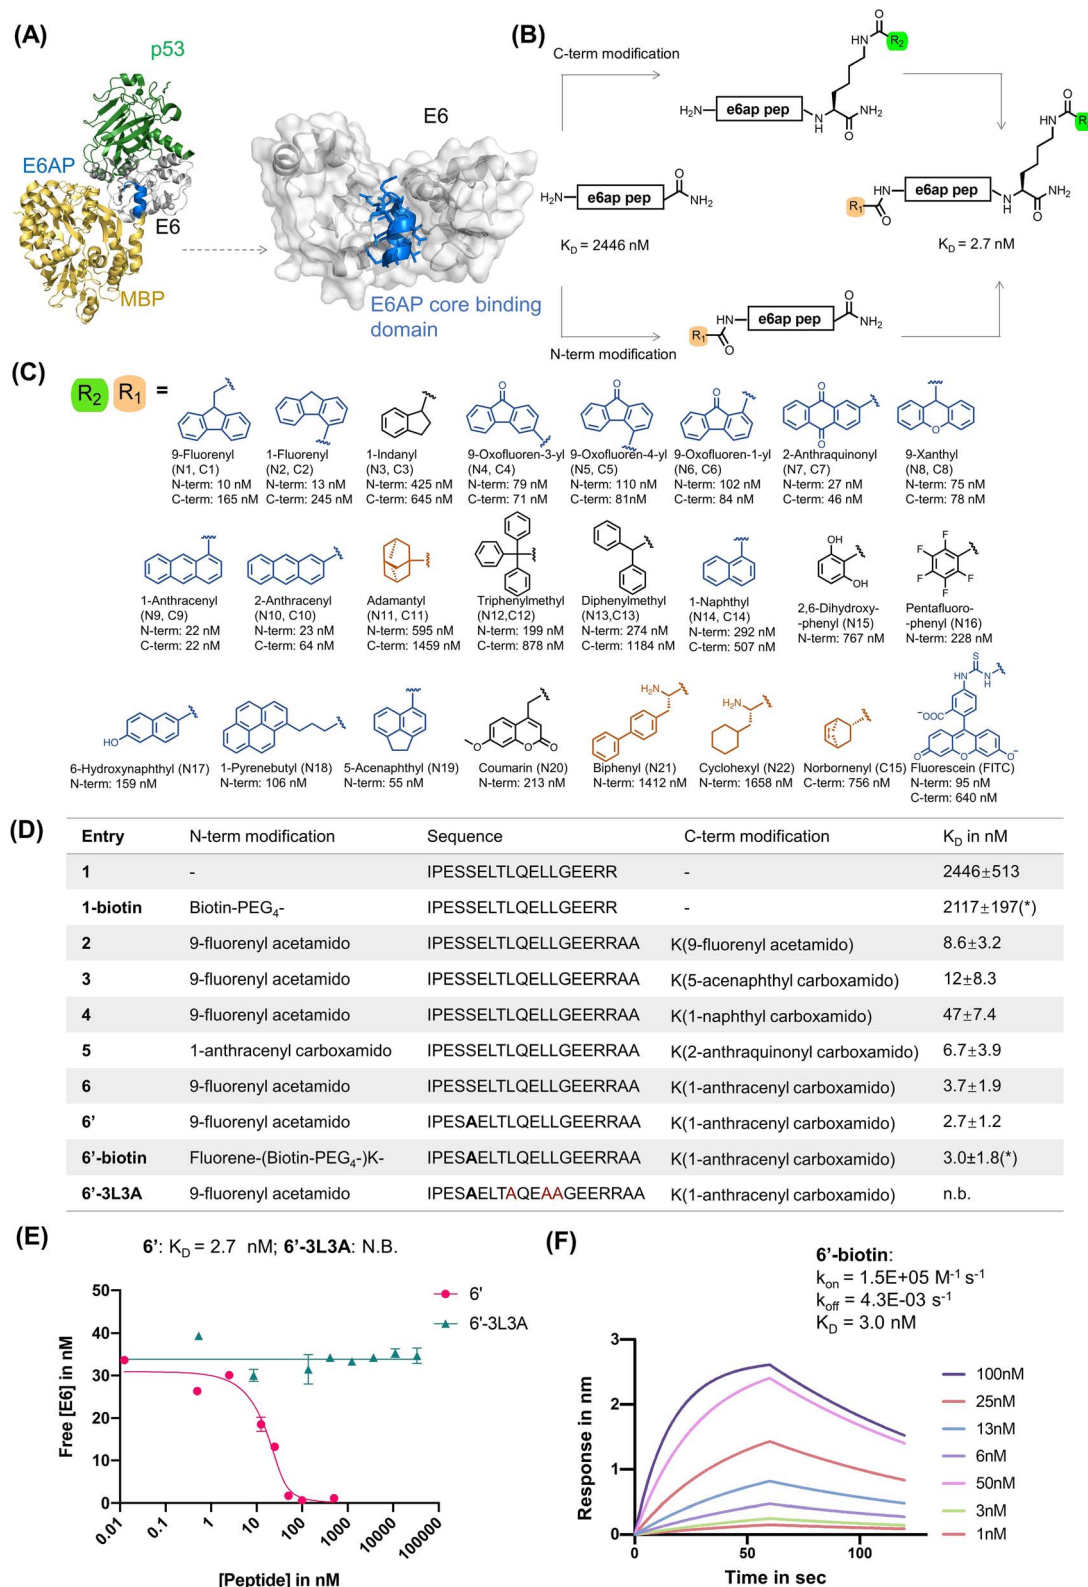 (A)
p53
E6AP
E6
MBP
E6
E6AP core binding
domain
(B)
C-term modification
O
HN
R2
H2N
e6ap pep
N
H
NH2
O
H2N
e6ap pep
O
NH2
KD = 2446 nM
O
HN
R
HN
R1
O
e6ap pep
N
H
NH2
O
KD = 2.7 nM
HN
R1
O
e6ap pep
O
NH2
N-term modification
(C)
R2 R1 =
9-Fluorenyl
(N1, C1)
N-term: 10 nM
C-term: 165 nM
1-Fluorenyl
(N2, C2)
N-term: 13 nM
C-term: 245 nM
1-Indanyl
(N3, C3)
N-term: 425 nM
C-term: 645 nM
O
9-Oxofluoren-3-yl
(N4, C4)
N-term: 79 nM
C-term: 71 nM
O
9-Oxofluoren-4-yl
(N5, C5)
N-term: 110 nM
C-term: 81nM
O
9-Oxofluoren-1-yl
(N6, C6)
N-term: 102 nM
C-term: 84 nM
O
O
2-Anthraquinonyl
(N7, C7)
N-term: 27 nM
C-term: 46 nM
O
9-Xanthyl
(N8, C8)
N-term: 75 nM
C-term: 78 nM
1-Anthracenyl
(N9, C9)
N-term: 22 nM
C-term: 22 nM
2-Anthracenyl
(N10, C10)
N-term: 23 nM
C-term: 64 nM
Adamantyl
(N11, C11)
N-term: 595 nM
C-term: 1459 nM
Triphenylmethyl
(N12,C12)
N-term: 199 nM
C-term: 878 nM
Diphenylmethyl
(N13,C13)
N-term: 274 nM
C-term: 1184 nM
1-Naphthyl
(N14, C14)
N-term: 292 nM
C-term: 507 nM
OH
OH
2,6-Dihydroxy-
-phenyl (N15)
N-term: 767 nM
F
F
F
F
F
Pentafluoro-
-phenyl (N16)
N-term: 228 nM
HO
6-Hydroxynaphthyl (N17)
N-term: 159 nM
1-Pyrenebutyl (N18)
N-term: 106 nM
5-Acenaphthyl (N19)
N-term: 55 nM
O
O
O
Coumarin (N20)
N-term: 213 nM
H2N
Biphenyl (N21)
N-term: 1412 nM
H2N
Cyclohexyl (N22)
N-term: 1658 nM
Norbornenyl (C15)
C-term: 756 nM
S
HN
N
H
⁻OOC
O
O
O⁻
Fluorescein (FITC)
N-term: 95 nM
C-term: 640 nM
(D)
Entry N-term modification Sequence C-term modification KD in nM
1 - IPESSELTLQELLGEERR - 2446±513
1-biotin Biotin-PEG4- IPESSELTLQELLGEERR - 2117±197(*)
2 9-fluorenyl acetamido IPESSELTLQELLGEERRAA K(9-fluorenyl acetamido) 8.6±3.2
3 9-fluorenyl acetamido IPESSELTLQELLGEERRAA K(5-acenaphthyl carboxamido) 12±8.3
4 9-fluorenyl acetamido IPESSELTLQELLGEERRAA K(1-naphthyl carboxamido) 47±7.4
5 1-anthracenyl carboxamido IPESSELTLQELLGEERRAA K(2-anthraquinonyl carboxamido) 6.7±3.9
6 9-fluorenyl acetamido IPESSELTLQELLGEERRAA K(1-anthracenyl carboxamido) 3.7±1.9
6' 9-fluorenyl acetamido IPESAELTLQELLGEERRAA K(1-anthracenyl carboxamido) 2.7±1.2
6'-biotin Fluorene-(Biotin-PEG4-)K- IPESAELTLQELLGEERRAA K(1-anthracenyl carboxamido) 3.0±1.8(*)
6'-3L3A 9-fluorenyl acetamido IPESAELTAQEAAGEERRAA K(1-anthracenyl carboxamido) n.b.
(E)
6': KD = 2.7 nM; 6'-3L3A: N.B.
6'
6'-3L3A
Free [E6] in nM
50
40
30
20
10
0
0.01 0.1 1 10 100 1000 10000 100000
[Peptide] in nM
(F)
6'-biotin:
kon = 1.5E+05 M-1 s-1
koff = 4.3E-03 s-1
KD = 3.0 nM
Response in nm
3
2
1
0
0 50 100
Time in sec
100nM
25nM
13nM
6nM
50nM
3nM
1nM